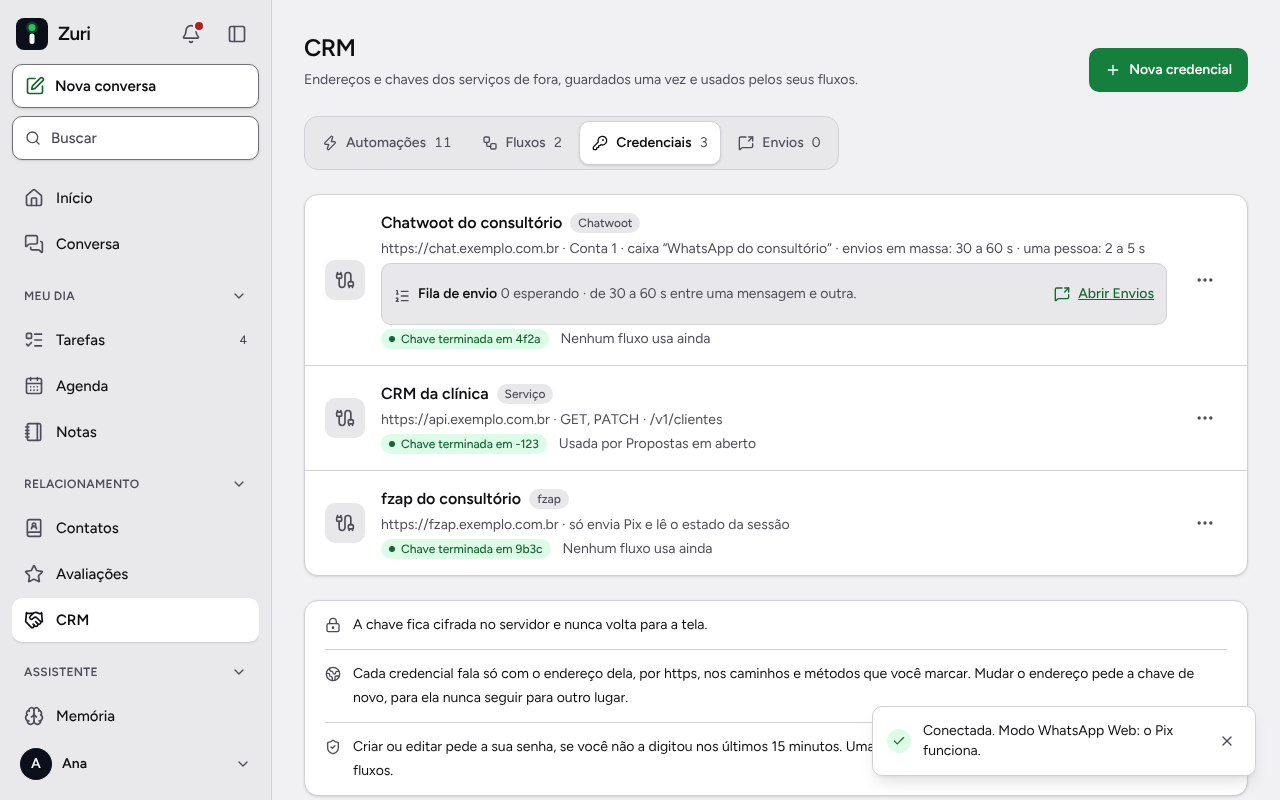 Zuri
Nova conversa
Buscar
Início
Conversa
MEU DIA
Tarefas 4
Agenda
Notas
RELACIONAMENTO
Contatos
Avaliações
CRM
ASSISTENTE
Memória
A Ana
CRM
Endereços e chaves dos serviços de fora, guardados uma vez e usados pelos seus fluxos.
Nova credencial
Automações 11 Fluxos 2 Credenciais 3 Envios 0
Chatwoot do consultório Chatwoot
https://chat.exemplo.com.br · Conta 1 · caixa “WhatsApp do consultório” · envios em massa: 30 a 60 s · uma pessoa: 2 a 5 s
Fila de envio 0 esperando · de 30 a 60 s entre uma mensagem e outra. Abrir Envios
Chave terminada em 4f2a Nenhum fluxo usa ainda
CRM da clínica Serviço
https://api.exemplo.com.br · GET, PATCH · /v1/clientes
Chave terminada em -123 Usada por Propostas em aberto
fzap do consultório fzap
https://fzap.exemplo.com.br · só envia Pix e lê o estado da sessão
Chave terminada em 9b3c Nenhum fluxo usa ainda
A chave fica cifrada no servidor e nunca volta para a tela.
Cada credencial fala só com o endereço dela, por https, nos caminhos e métodos que você marcar. Mudar o endereço pede a chave de
novo, para ela nunca seguir para outro lugar.
Criar ou editar pede a sua senha, se você não a digitou nos últimos 15 minutos. Uma
fluxos.
Conectada. Modo WhatsApp Web: o Pix
funciona.